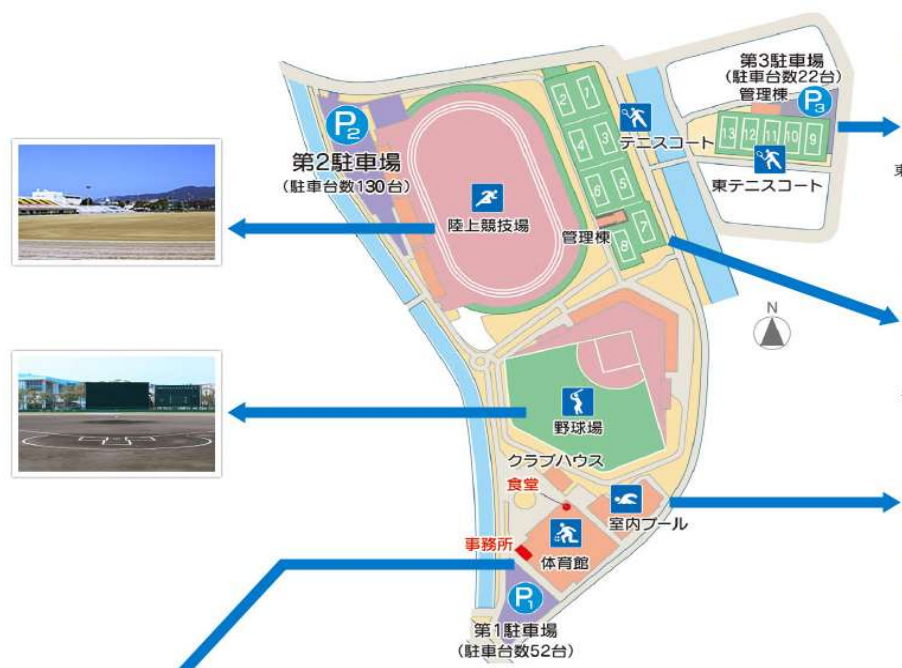 第3駐車場
(駐車台数22台)
管理棟
P3
P2
第2駐車場
(駐車台数130台)
2
1
4
3
6
5
8
7
テニスコート
13
12
11
10
9
東テニスコート
東
陸上競技場
管理棟
N
野球場
クラブハウス
食堂
室内プール
事務所
体育館
P1
第1駐車場
(駐車台数52台)